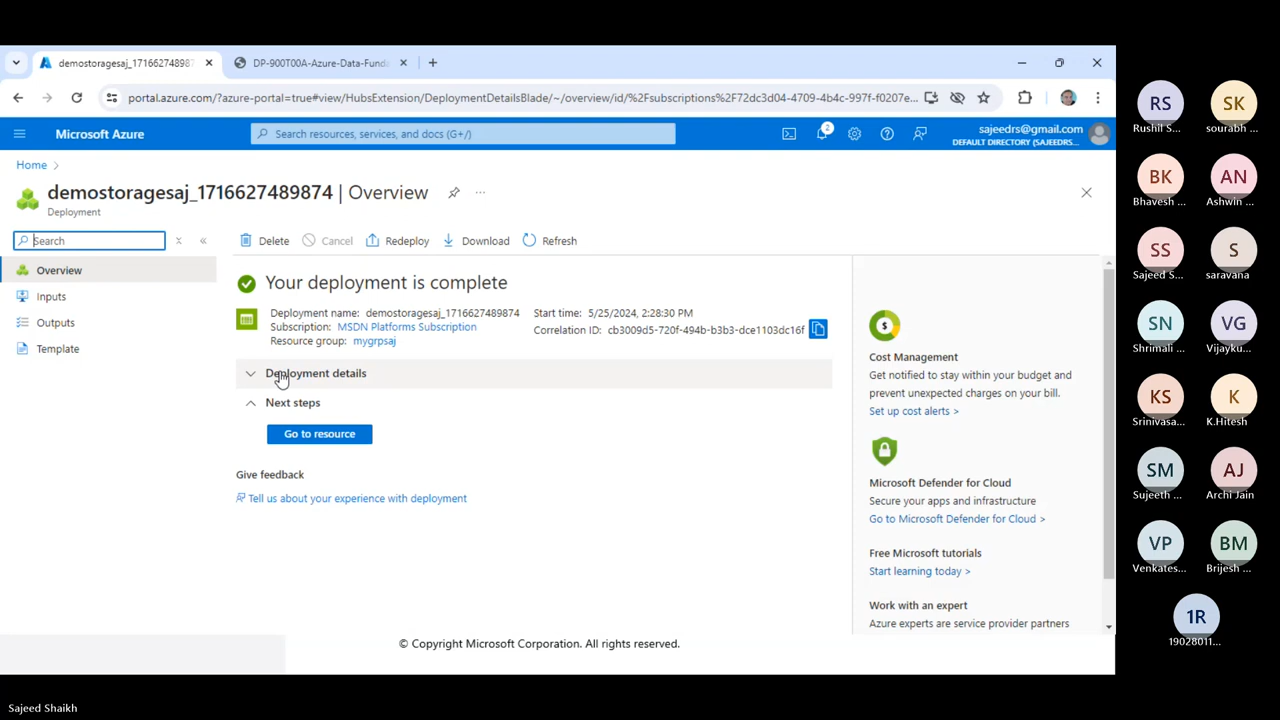 demostoragesaj_171662748987
DP-900T00A-Azure-Data-Funda
portal.azure.com/?azure-portal=true#view/HubsExtension/DeploymentDetailsBlade/~/overview/id/%2Fsubscriptions%2F72dc3d04-4709-4b4c-997f-f0207e...
Microsoft Azure
Search resources, services, and docs (G+/)
2
sajeedrs@gmail.com
DEFAULT DIRECTORY (SAJEEDRS...
Home >
demostoragesaj_1716627489874 | Overview
Deployment
Search
Delete
Cancel
Redeploy
Download
Refresh
Overview
Inputs
Outputs
Template
Your deployment is complete
Deployment name: demostoragesaj_1716627489874
Subscription: MSDN Platforms Subscription
Resource group: mygrpsaj
Start time: 5/25/2024, 2:28:30 PM
Correlation ID: cb3009d5-720f-494b-b3b3-dce1103dc16f
Deployment details
Next steps
Go to resource
Give feedback
Tell us about your experience with deployment
Cost Management
Get notified to stay within your budget and
prevent unexpected charges on your bill.
Set up cost alerts >
Microsoft Defender for Cloud
Secure your apps and infrastructure
Go to Microsoft Defender for Cloud >
Free Microsoft tutorials
Start learning today >
Work with an expert
Azure experts are service provider partners
© Copyright Microsoft Corporation. All rights reserved.
RS
Rushil S...
SK
sourabh ...
BK
Bhavesh ...
AN
Ashwin ...
SS
Sajeed S...
S
saravana
SN
Shrimali ...
VG
Vijayku...
KS
Srinivasa...
K
K.Hitesh
SM
Sujeeth ...
AJ
Archi Jain
VP
Venkates...
BM
Brijesh ...
1R
19028011...
Sajeed Shaikh